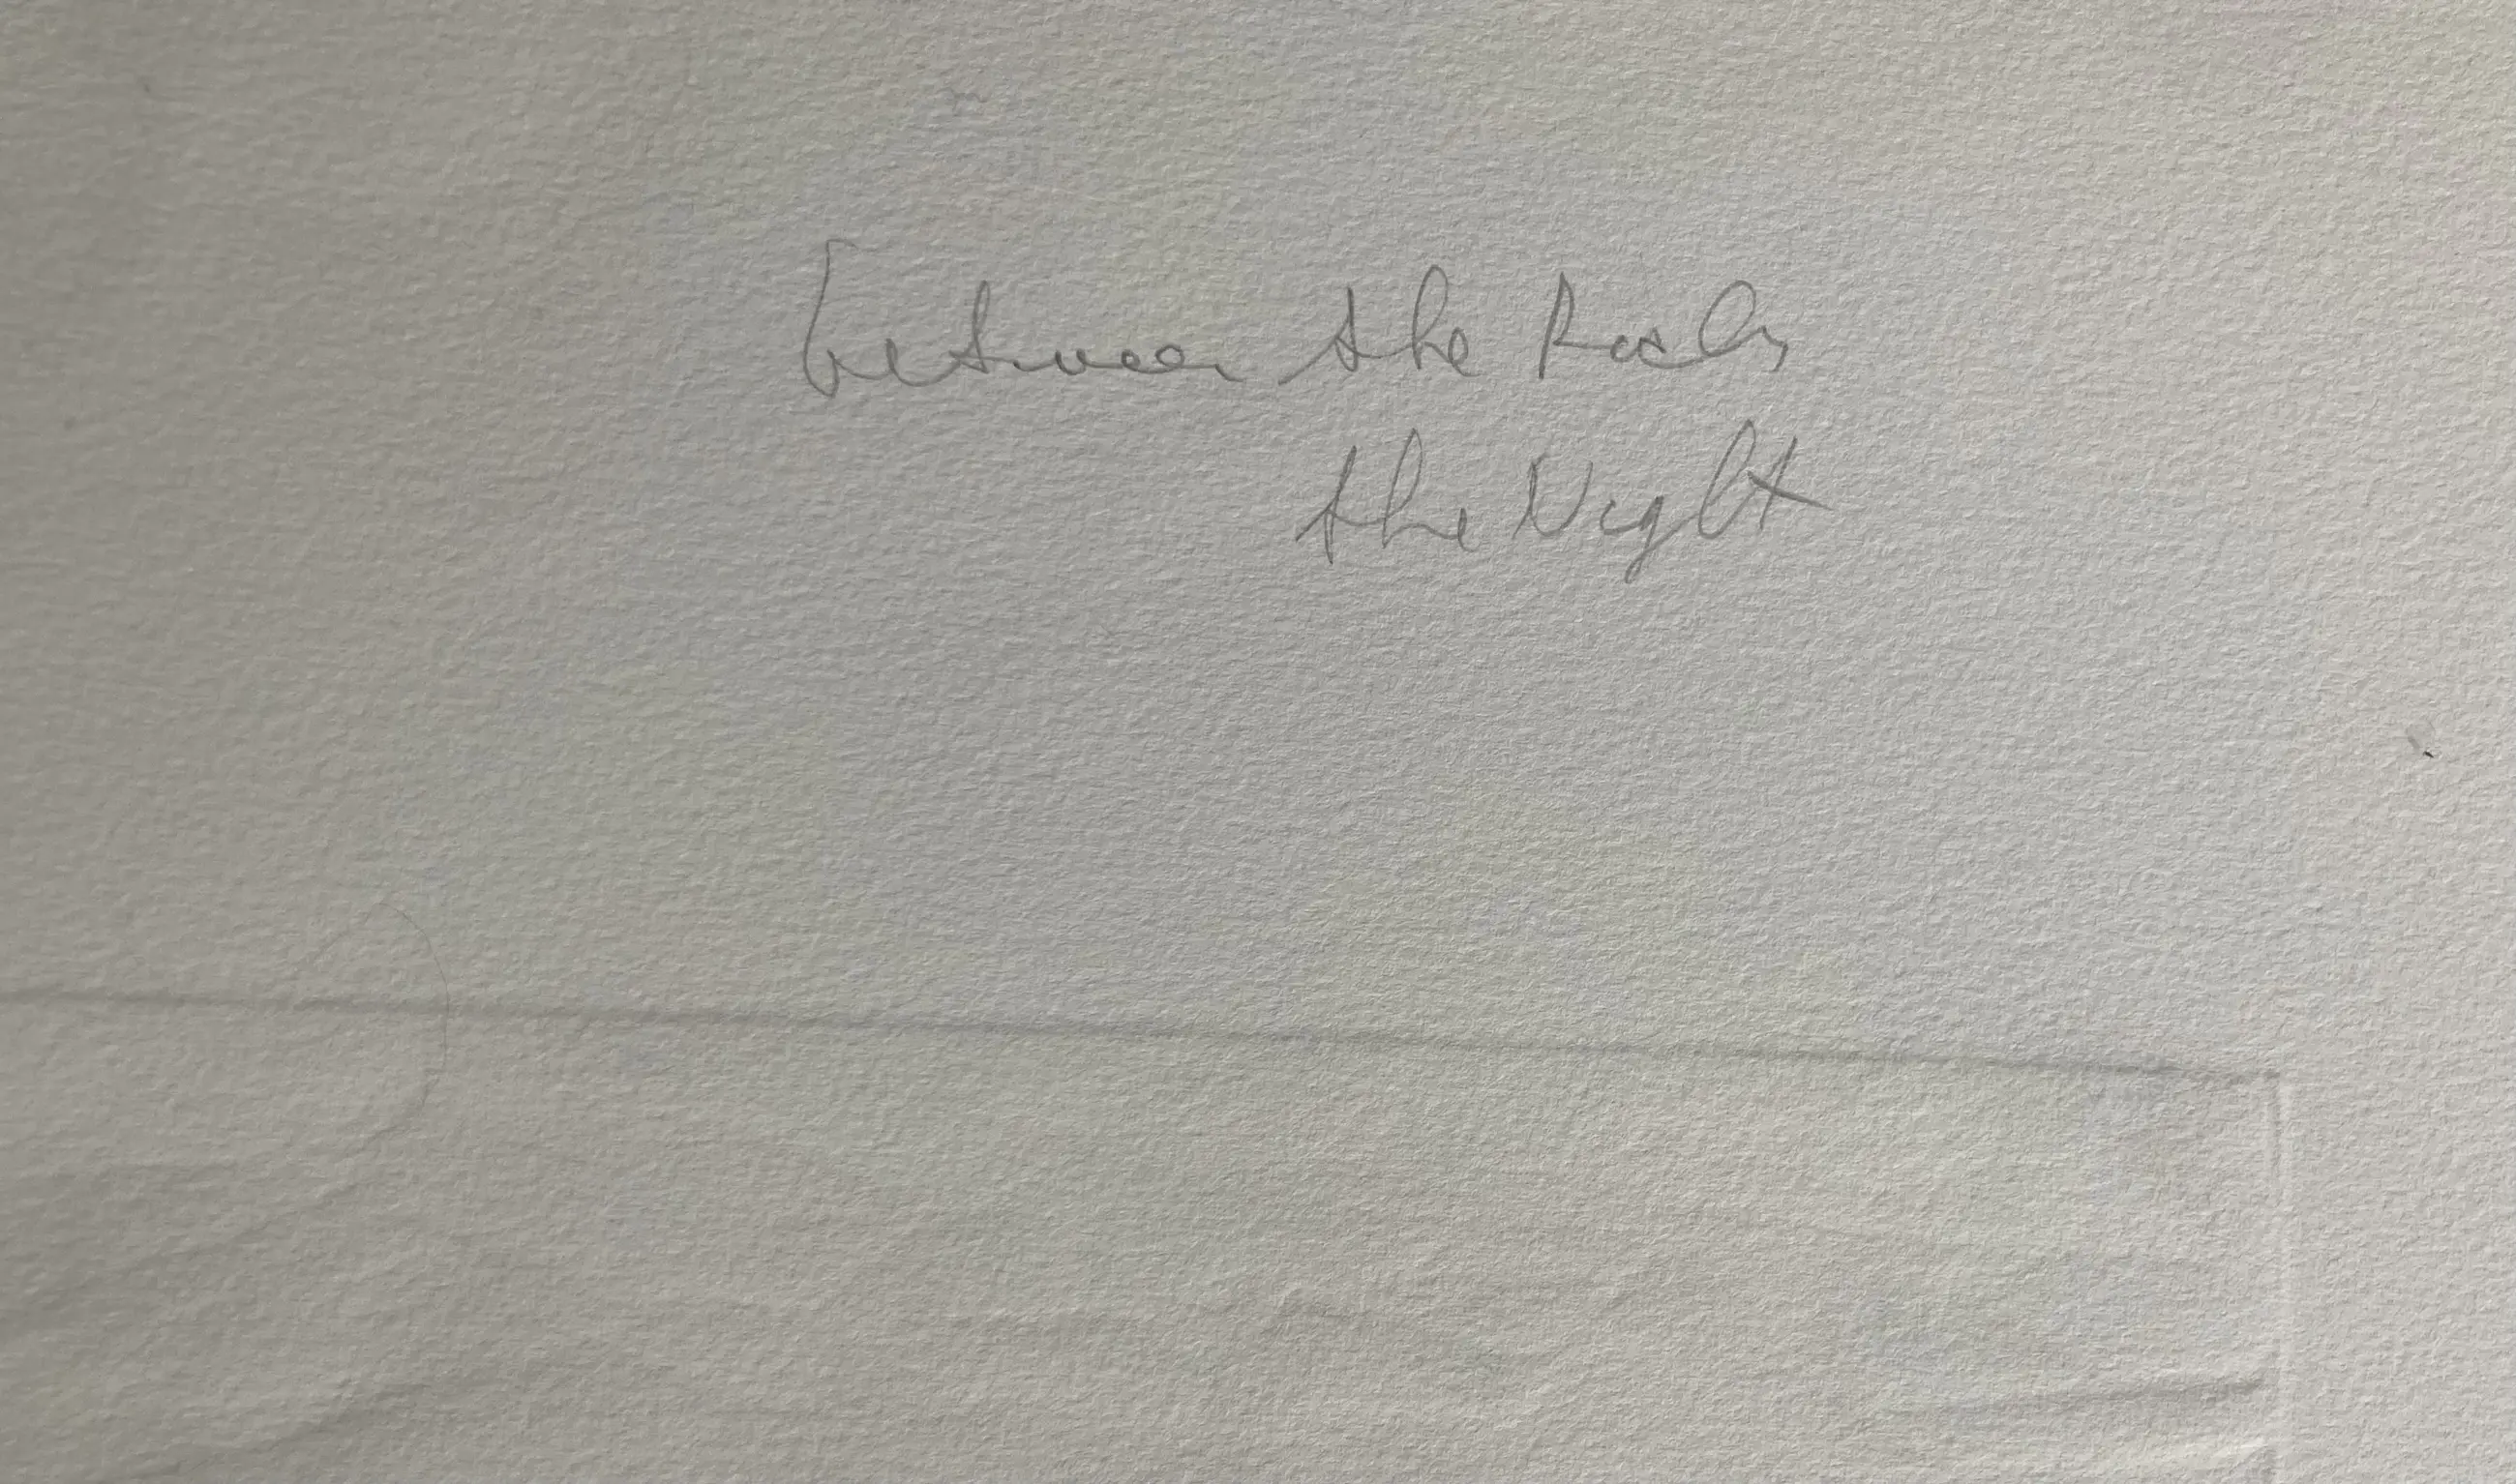 between the Rocks
the Night